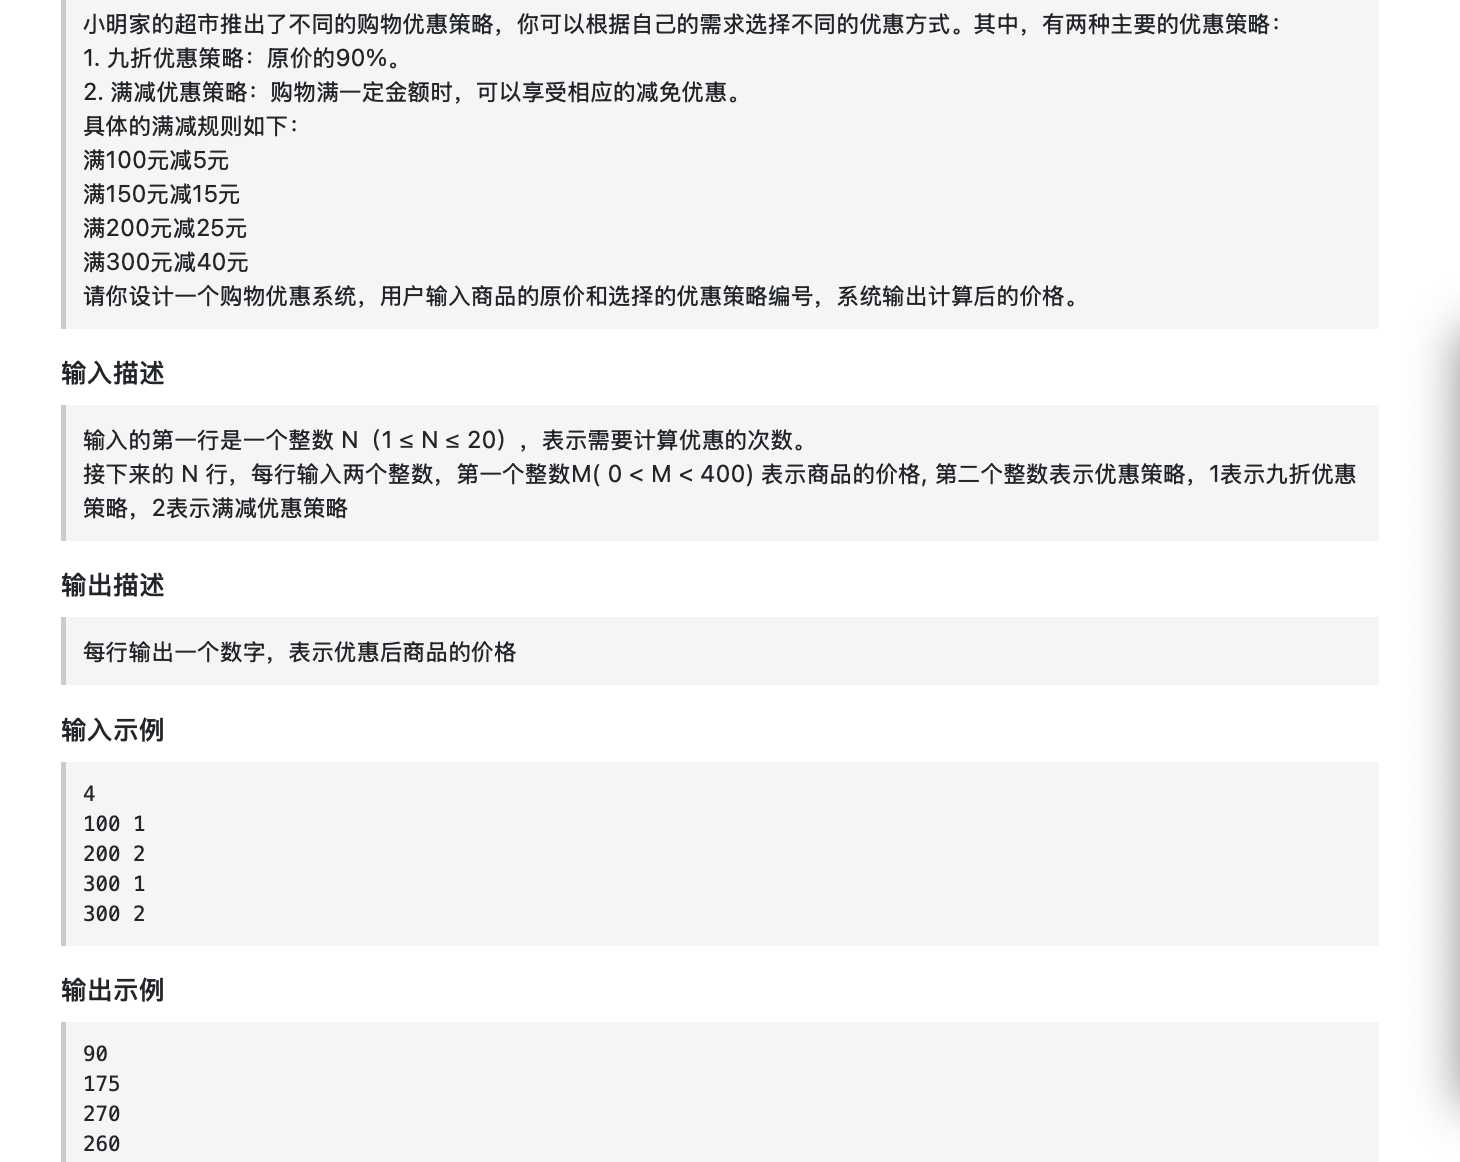 小明家的超市推出了不同的购物优惠策略，你可以根据自己的需求选择不同的优惠方式。其中，有两种主要的优惠策略：
1. 九折优惠策略：原价的90%。
2. 满减优惠策略：购物满一定金额时，可以享受相应的减免优惠。
具体的满减规则如下：
满100元减5元
满150元减15元
满200元减25元
满300元减40元
请你设计一个购物优惠系统，用户输入商品的原价和选择的优惠策略编号，系统输出计算后的价格。
输入描述
输入的第一行是一个整数 N（1 ≤ N ≤ 20），表示需要计算优惠的次数。
接下来的 N 行，每行输入两个整数，第一个整数M( 0 < M < 400) 表示商品的价格, 第二个整数表示优惠策略，1表示九折优惠
策略，2表示满减优惠策略
输出描述
每行输出一个数字，表示优惠后商品的价格
输入示例
4
100 1
200 2
300 1
300 2
输出示例
90
175
270
260